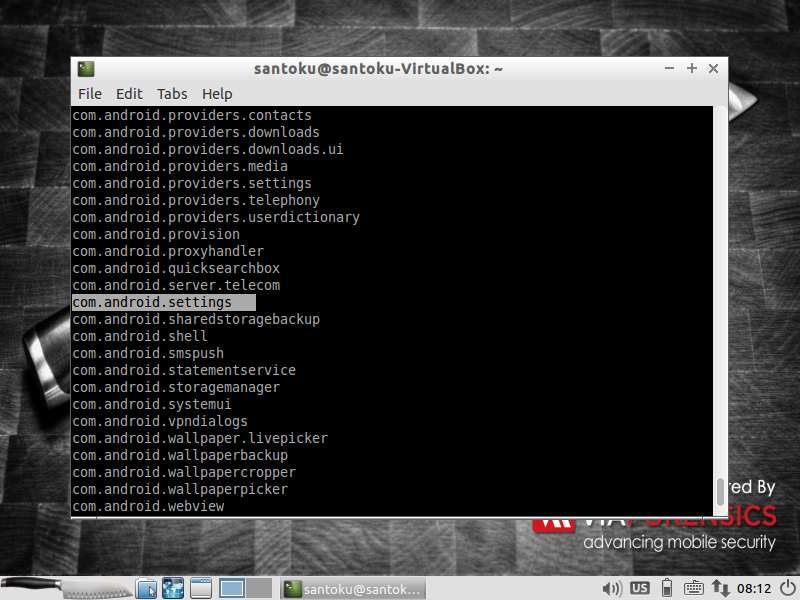 santoku@santoku-VirtualBox: ~
File Edit Tabs Help
com.android.providers.contacts
com.android.providers.downloads
com.android.providers.downloads.ui
com.android.providers.media
com.android.providers.settings
com.android.providers.telephony
com.android.providers.userdictionary
com.android.provision
com.android.proxyhandler
com.android.quicksearchbox
com.android.server.telecom
com.android.settings
com.android.sharedstoragebackup
com.android.shell
com.android.smspush
com.android.statementservice
com.android.storagemanager
com.android.systemui
com.android.vpndialogs
com.android.wallpaper.livepicker
com.android.wallpaperbackup
com.android.wallpapercropper
com.android.wallpaperpicker
com.android.webview
red By
VIAFORENSICS
advancing mobile security
santoku@santok...
US
08:12